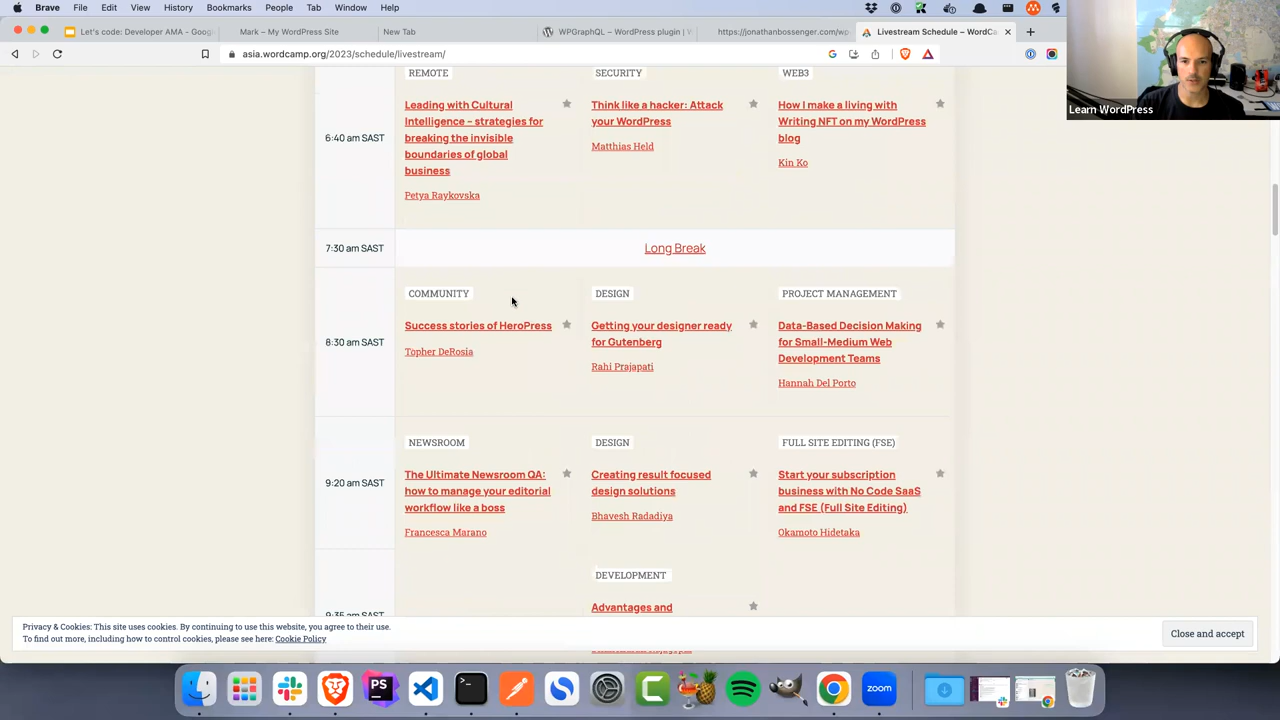 Brave File Edit View History Bookmarks People Tab Window Help
Let's code: Developer AMA - Goog
Mark – My WordPress Site
New Tab
WPGraphQL – WordPress plugin | V
https://jonathanbossenger.com/wp-
Livestream Schedule – WordCa
asia.wordcamp.org/2023/schedule/livestream/
Learn WordPress
6:40 am SAST
REMOTE
Leading with Cultural
Intelligence – strategies for
breaking the invisible
boundaries of global
business
Petya Raykovska
SECURITY
Think like a hacker: Attack
your WordPress
Matthias Held
WEB3
How I make a living with
Writing NFT on my WordPress
blog
Kin Ko
7:30 am SAST
Long Break
8:30 am SAST
COMMUNITY
Success stories of HeroPress
Topher DeRosia
DESIGN
Getting your designer ready
for Gutenberg
Rahi Prajapati
PROJECT MANAGEMENT
Data-Based Decision Making
for Small-Medium Web
Development Teams
Hannah Del Porto
9:20 am SAST
NEWSROOM
The Ultimate Newsroom QA:
how to manage your editorial
workflow like a boss
Francesca Marano
DESIGN
Creating result focused
design solutions
Bhavesh Radadiya
FULL SITE EDITING (FSE)
Start your subscription
business with No Code SaaS
and FSE (Full Site Editing)
Okamoto Hidetaka
9:35 am SAST
DEVELOPMENT
Advantages and
Privacy & Cookies: This site uses cookies. By continuing to use this website, you agree to their use.
To find out more, including how to control cookies, please see here: Cookie Policy
Close and accept
PS
zoom